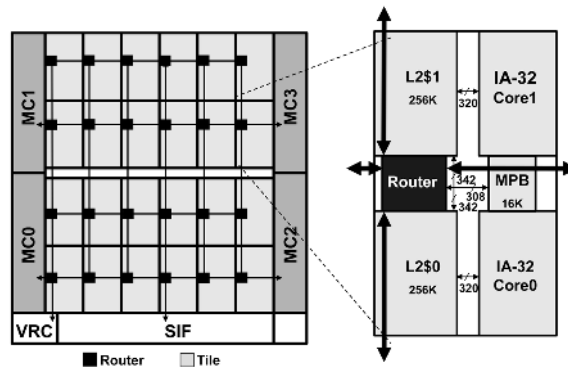 MC1
MC3
MC0
MC2
VRC
SIF
Router
Tile
L2$1
256K
320
IA-32
Core1
Router
342
308
342
MPB
16K
L2$0
256K
320
IA-32
Core0